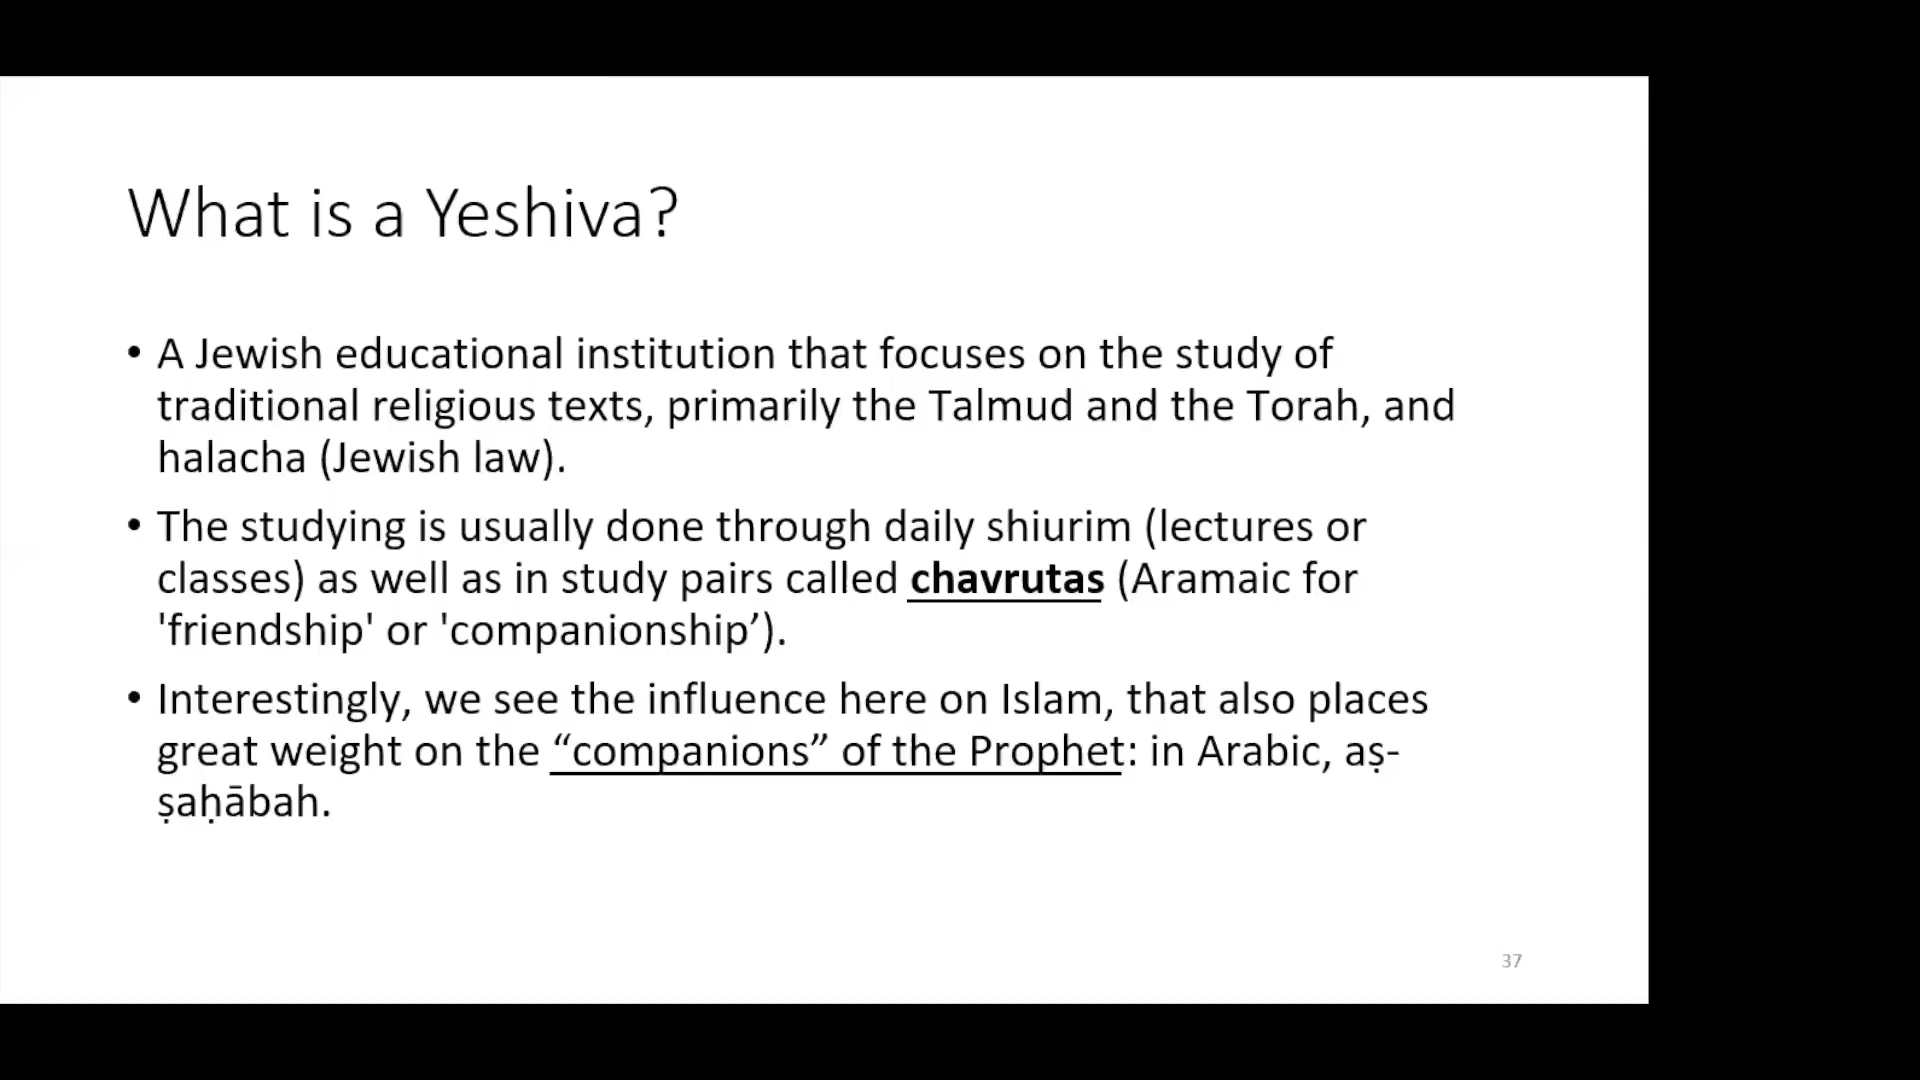 What is a Yeshiva?
• A Jewish educational institution that focuses on the study of
traditional religious texts, primarily the Talmud and the Torah, and
halacha (Jewish law).
• The studying is usually done through daily shiurim (lectures or
classes) as well as in study pairs called chavrutas (Aramaic for
'friendship' or 'companionship’).
• Interestingly, we see the influence here on Islam, that also places
great weight on the “companions” of the Prophet: in Arabic, aṣ-
ṣaḥābah.
37